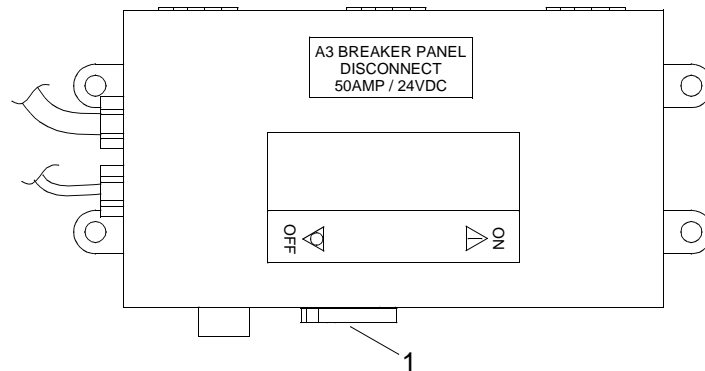 A3 BREAKER PANEL
DISCONNECT
50AMP / 24VDC
OFF
ON
1